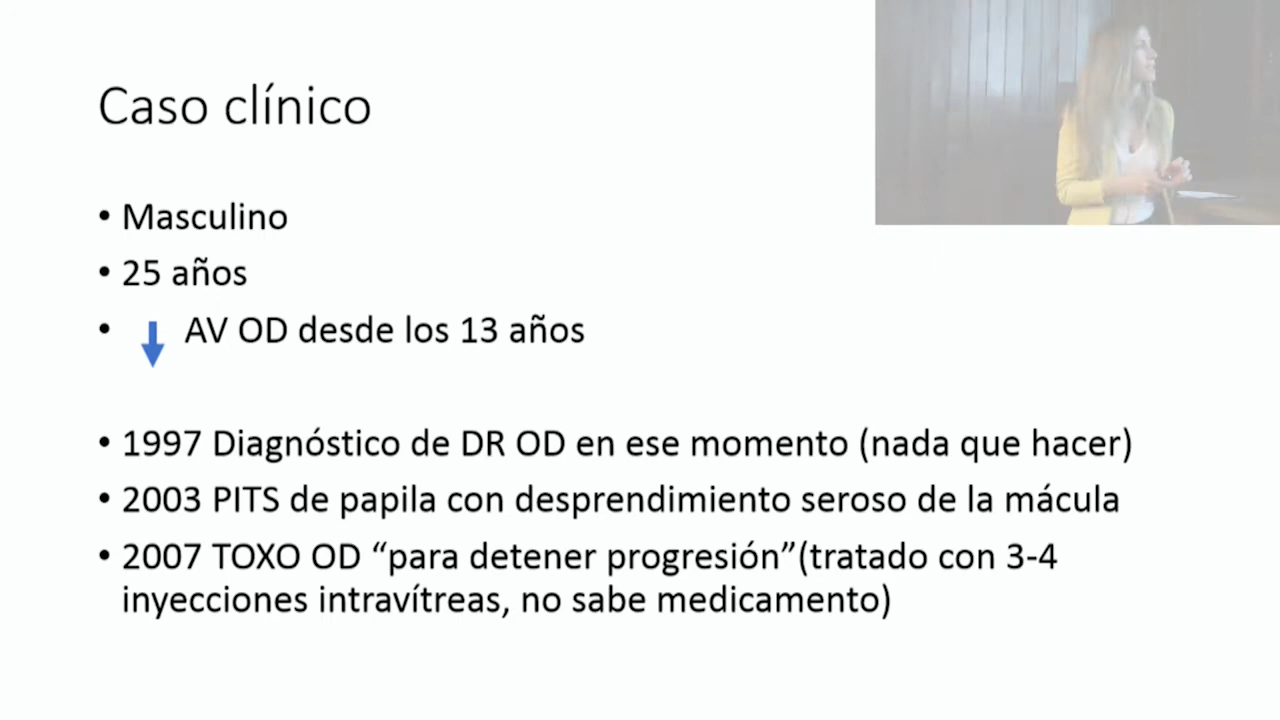 Caso clínico
• Masculino
• 25 años
• AV OD desde los 13 años
• 1997 Diagnóstico de DR OD en ese momento (nada que hacer)
• 2003 PITS de papila con desprendimiento seroso de la mácula
• 2007 TOXO OD “para detener progresión”(tratado con 3-4
inyecciones intravítreas, no sabe medicamento)